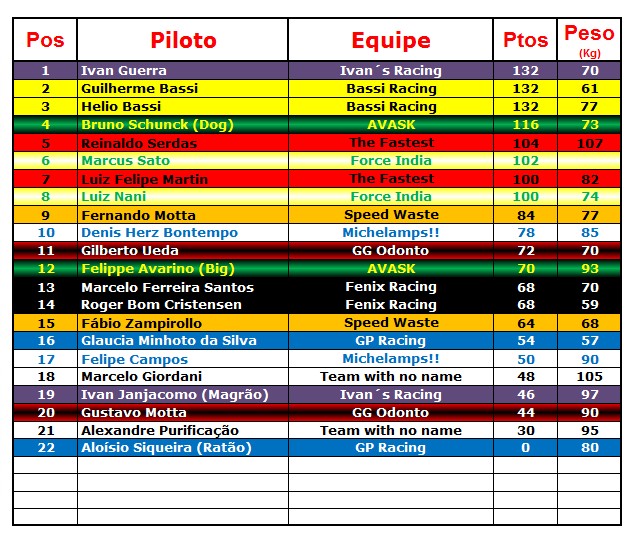 Pos Piloto Equipe Ptos Peso (Kg)
1 Ivan Guerra Ivan´s Racing 132 70
2 Guilherme Bassi Bassi Racing 132 61
3 Helio Bassi Bassi Racing 132 77
4 Bruno Schunck (Dog) AVASK 116 73
5 Reinaldo Serdas The Fastest 104 107
6 Marcus Sato Force India 102
7 Luiz Felipe Martin The Fastest 100 82
8 Luiz Nani Force India 100 74
9 Fernando Motta Speed Waste 84 77
10 Denis Herz Bontempo Michelamps!! 78 85
11 Gilberto Ueda GG Odonto 72 70
12 Felippe Avarino (Big) AVASK 70 93
13 Marcelo Ferreira Santos Fenix Racing 68 70
14 Roger Bom Cristensen Fenix Racing 68 59
15 Fábio Zampirollo Speed Waste 64 68
16 Glaucia Minhoto da Silva GP Racing 54 57
17 Felipe Campos Michelamps!! 50 90
18 Marcelo Giordani Team with no name 48 105
19 Ivan Janjacomo (Magrão) Ivan´s Racing 46 97
20 Gustavo Motta GG Odonto 44 90
21 Alexandre Purificação Team with no name 30 95
22 Aloísio Siqueira (Ratão) GP Racing 0 80